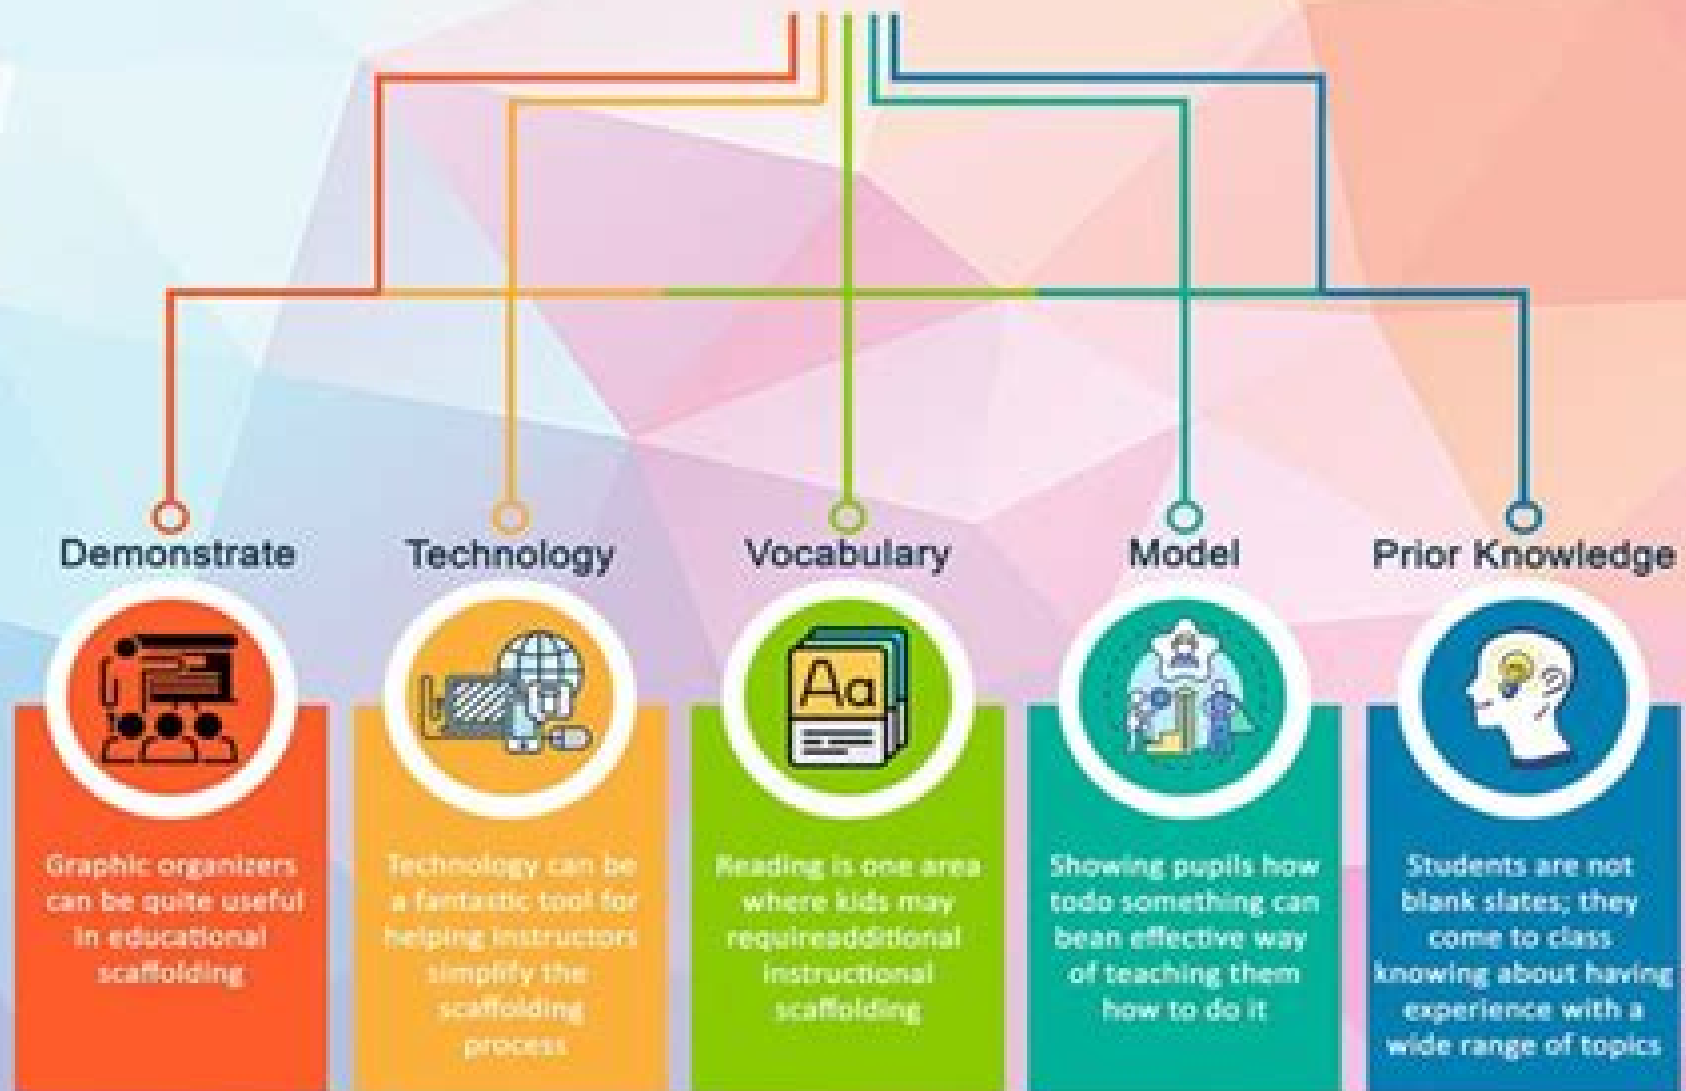 Demonstrate
Graphic organizers
can be quite useful
in educational
scaffolding
Technology
Technology can be
a fantastic tool for
helping instructors
simplify the
scaffolding
process
Vocabulary
Aa
Reading is one area
where kids may
requireadditional
instructional
scaffolding
Model
Showing pupils how
todo something can
bean effective way
of teaching them
how to do it
Prior Knowledge
Students are not
blank slates; they
come to class
knowing about having
experience with a
wide range of topics